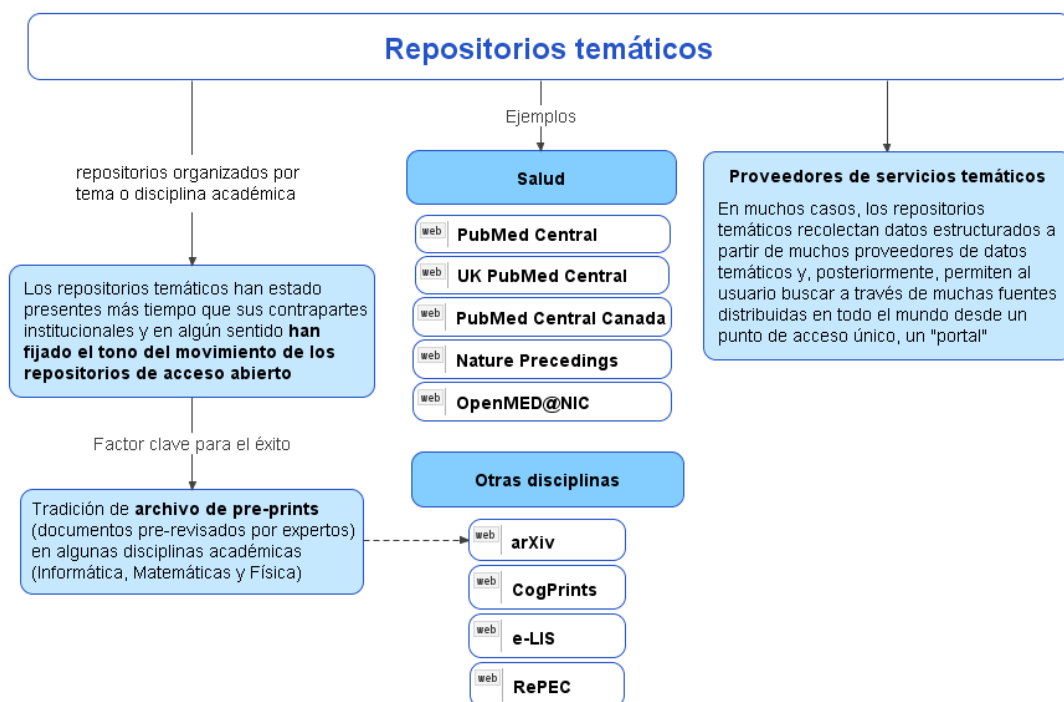 Repositorios temáticos
repositorios organizados por
tema o disciplina académica
Los repositorios temáticos han estado
presentes más tiempo que sus contrapartes
institucionales y en algún sentido han
fijado el tono del movimiento de los
repositorios de acceso abierto
Factor clave para el éxito
Tradición de archivo de pre-prints
(documentos pre-revisados por expertos)
en algunas disciplinas académicas
(Informática, Matemáticas y Física)
Ejemplos
Salud
web PubMed Central
web UK PubMed Central
web PubMed Central Canada
web Nature Precedings
web OpenMED@NIC
Otras disciplinas
web arXiv
web CogPrints
web e-LIS
web RePEC
Proveedores de servicios temáticos
En muchos casos, los repositorios
temáticos recolectan datos estructurados a
partir de muchos proveedores de datos
temáticos y, posteriormente, permiten al
usuario buscar a través de muchas fuentes
distribuidas en todo el mundo desde un
punto de acceso único, un "portal"